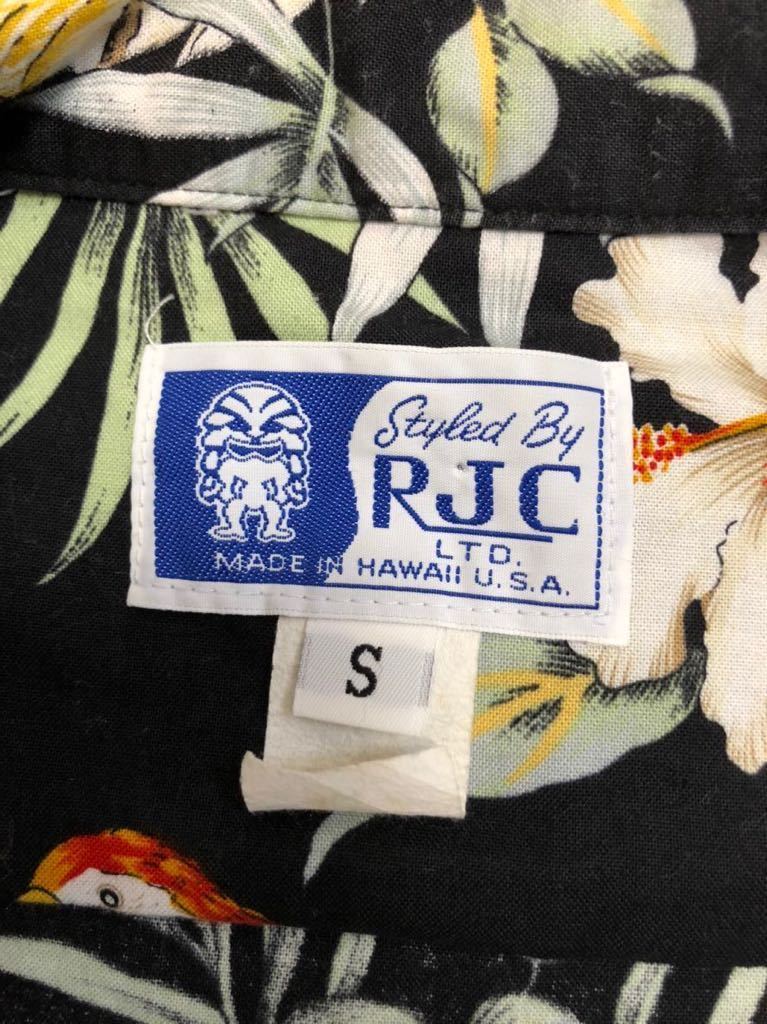 Styled By
RJC
LTD.
MADE IN HAWAII U.S.A.
S